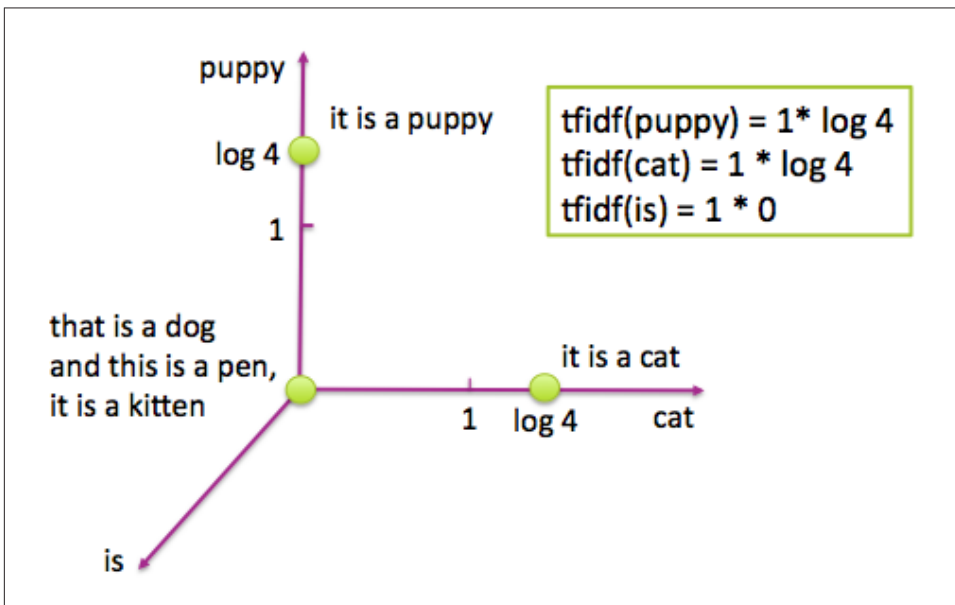 puppy
it is a puppy
log 4
1
tfidf(puppy) = 1* log 4
tfidf(cat) = 1 * log 4
tfidf(is) = 1 * 0
that is a dog
and this is a pen,
it is a kitten
it is a cat
1
log 4
cat
is